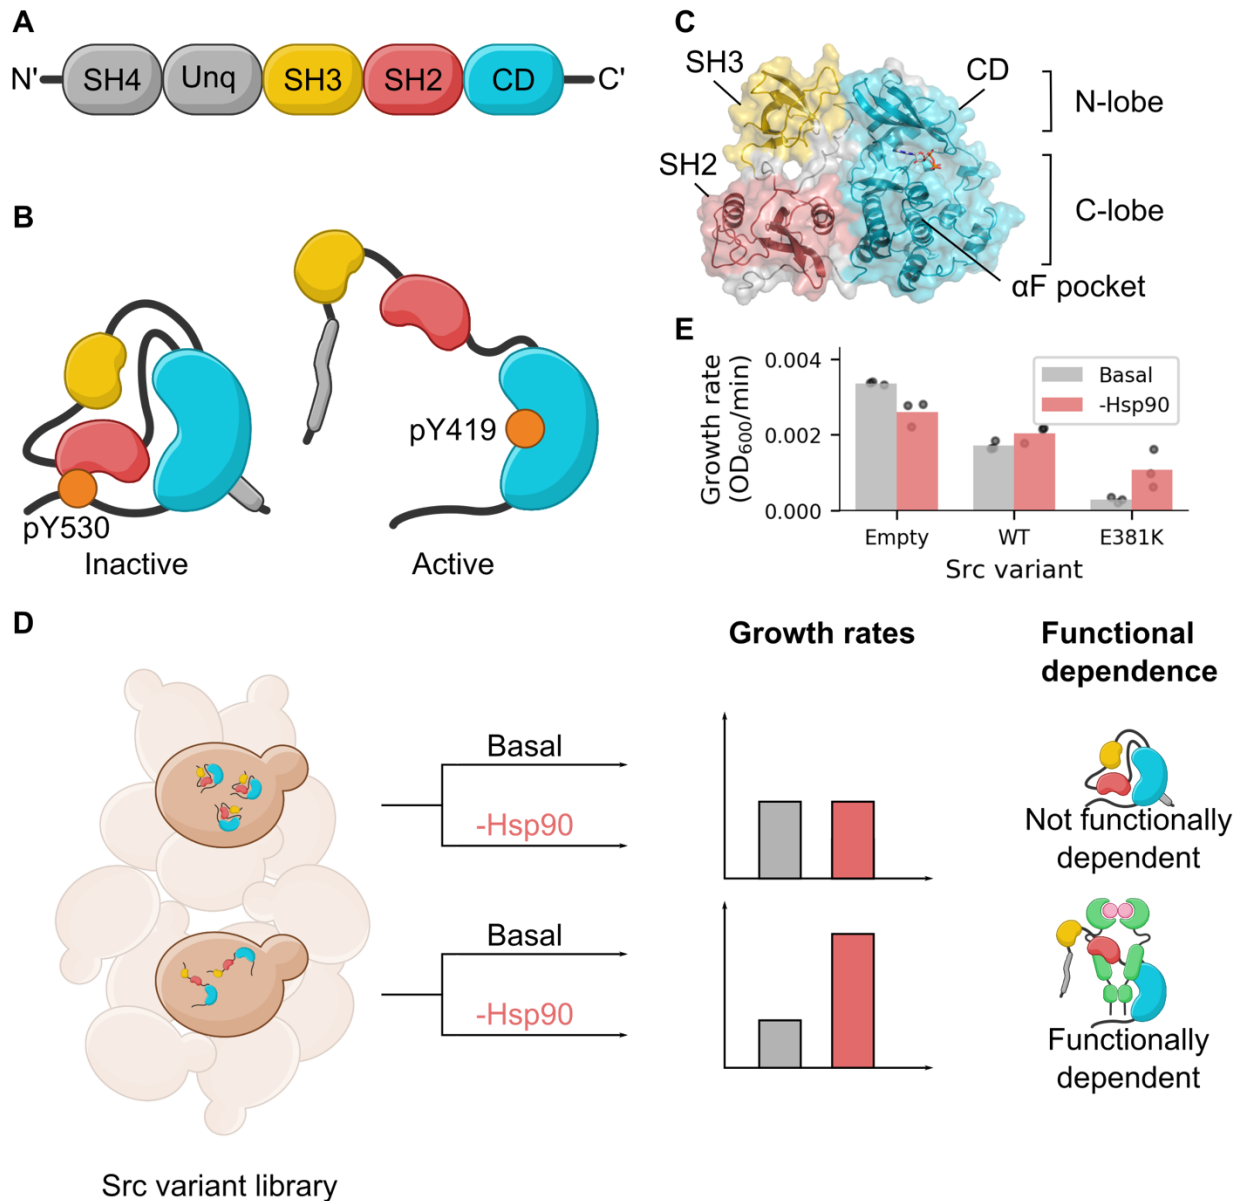 A
N'
SH4
Unq
SH3
SH2
CD
C'
B
pY530
Inactive
pY419
Active
C
SH3
SH2
CD
N-lobe
C-lobe
αF pocket
E
Growth rate
(OD600/min)
0.004
0.002
0.000
Basal
-Hsp90
Empty
WT
E381K
Src variant
D
Growth rates
Functional
dependence
Basal
-Hsp90
Not functionally
dependent
Basal
-Hsp90
Functionally
dependent
Src variant library